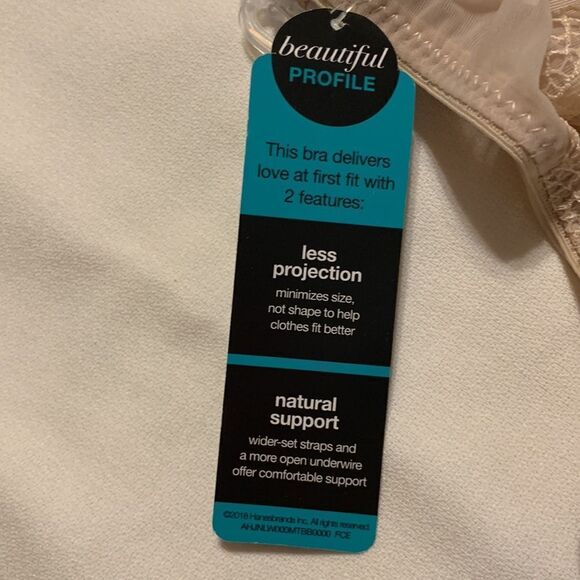 beautiful
PROFILE
This bra delivers
love at first fit with
2 features:
less
projection
minimizes size,
not shape to help
clothes fit better
natural
support
wider-set straps and
a more open underwire
offer comfortable support
©2018 Hanesbrands Inc. All rights reserved.
FCE